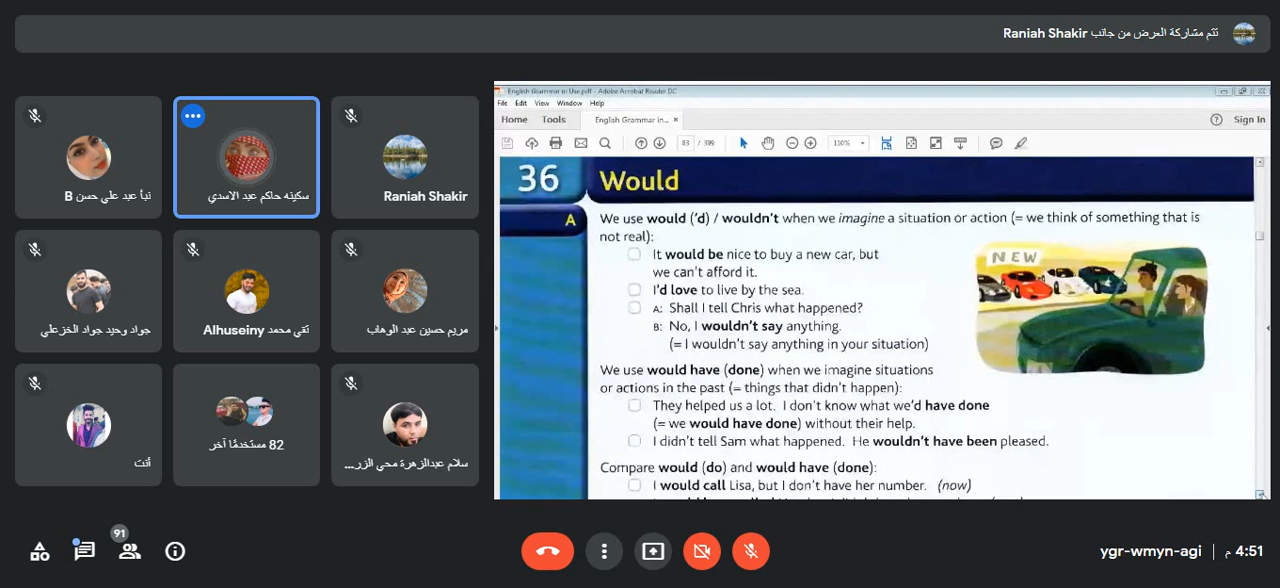 تتم مشاركة العرض من جانب Raniah Shakir
نبأ عبد علي حسن B
سكينه حاكم عبد الاسدي
Raniah Shakir
جواد وحيد جواد الخزعلي
تقي محمد Alhuseiny
مريم حسين عبد الوهاب
أنت
82 مستخدمًا آخر
سلام عبدالزهرة محي الزر...
English Grammar in Use.pdf - Adobe Acrobat Reader DC
File Edit View Window Help
Home Tools English Grammar in... × Sign In
83 / 399 100%
36 Would
A
We use would ('d) / wouldn't when we imagine a situation or action (= we think of something that is
not real):
It would be nice to buy a new car, but
we can't afford it.
I'd love to live by the sea.
A: Shall I tell Chris what happened?
B: No, I wouldn't say anything.
(= I wouldn't say anything in your situation)
NEW
We use would have (done) when we imagine situations
or actions in the past (= things that didn't happen):
They helped us a lot. I don't know what we'd have done
(= we would have done) without their help.
I didn't tell Sam what happened. He wouldn't have been pleased.
Compare would (do) and would have (done):
I would call Lisa, but I don't have her number. (now)
91
ygr-wmyn-agi | 4:51 م